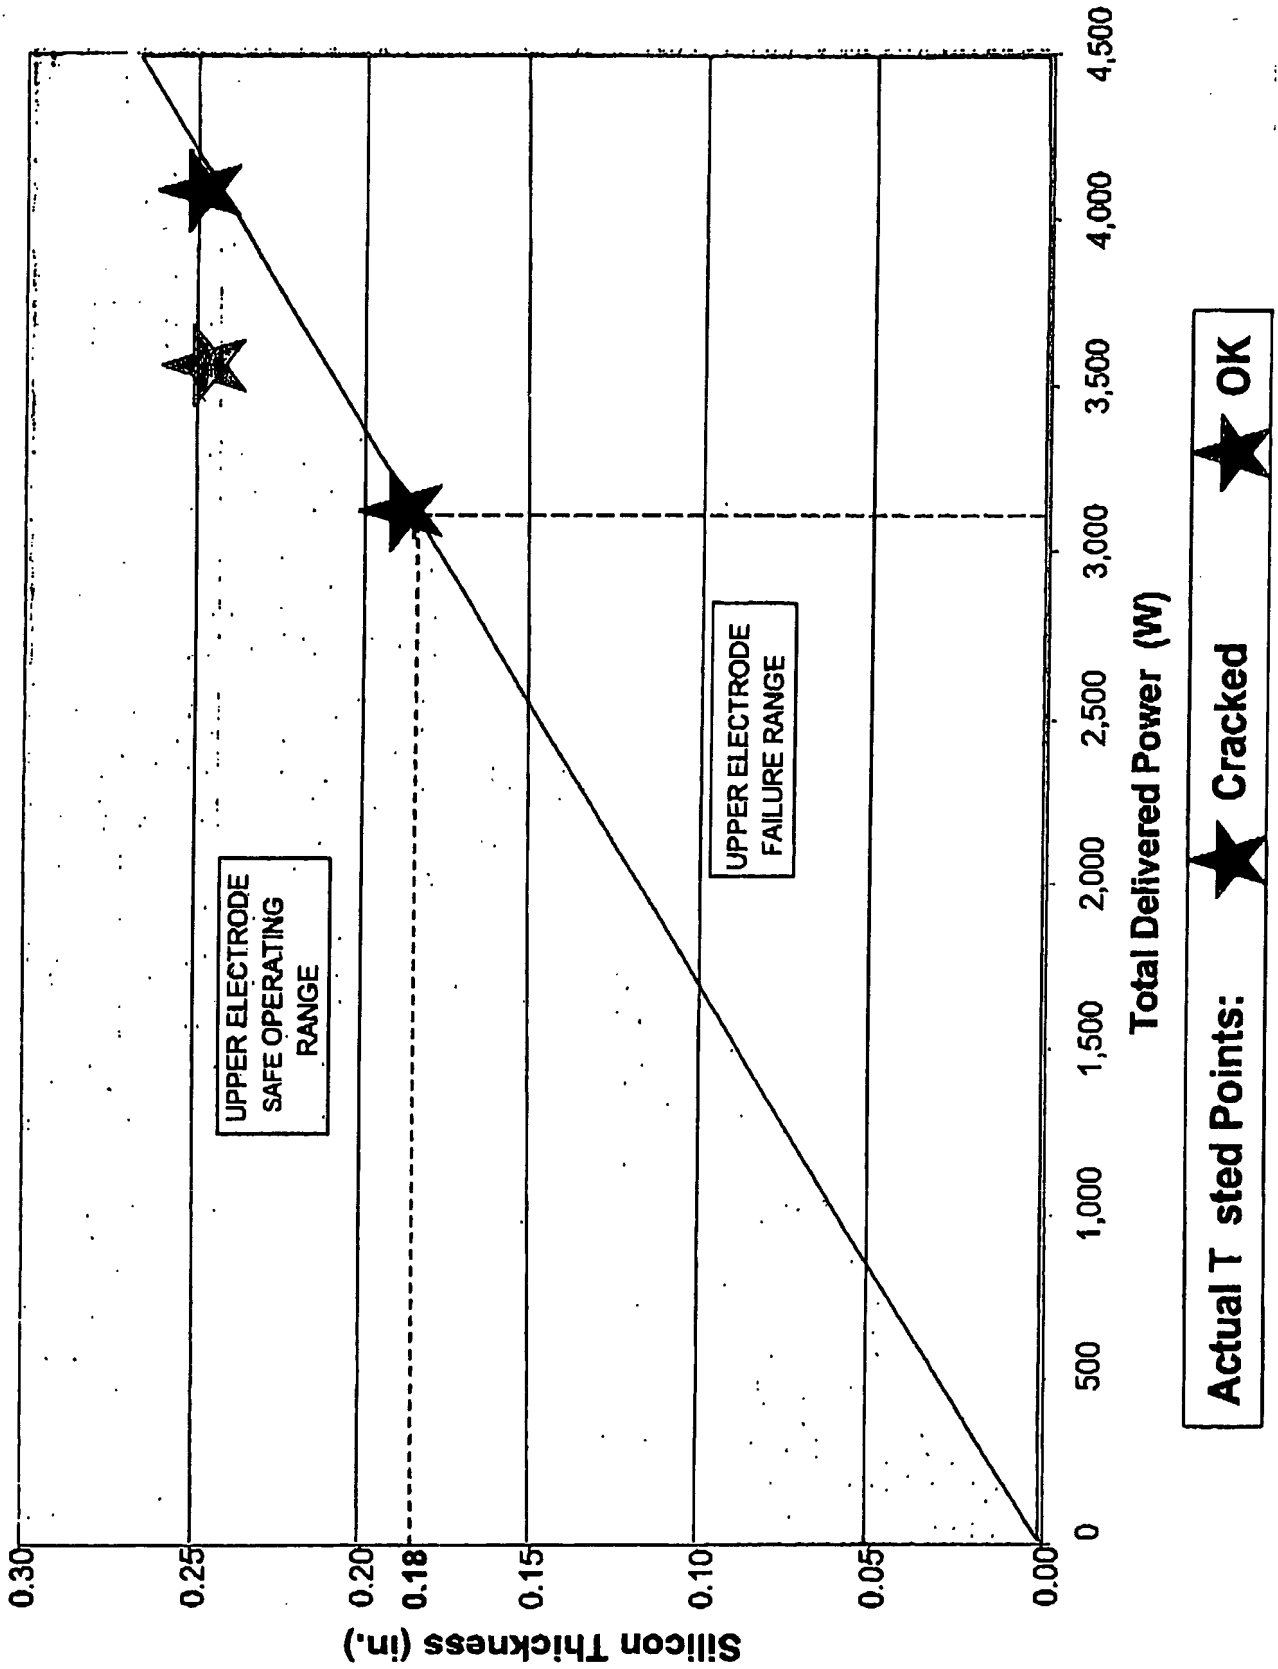 Silicon Thickness (in.)
0.30
0.25
0.20
0.18
0.15
0.10
0.05
0.00
UPPER ELECTRODE
SAFE OPERATING
RANGE
UPPER ELECTRODE
FAILURE RANGE
0 500 1,000 1,500 2,000 2,500 3,000 3,500 4,000 4,500
Total Delivered Power (W)
Actual T sted Points: Cracked OK